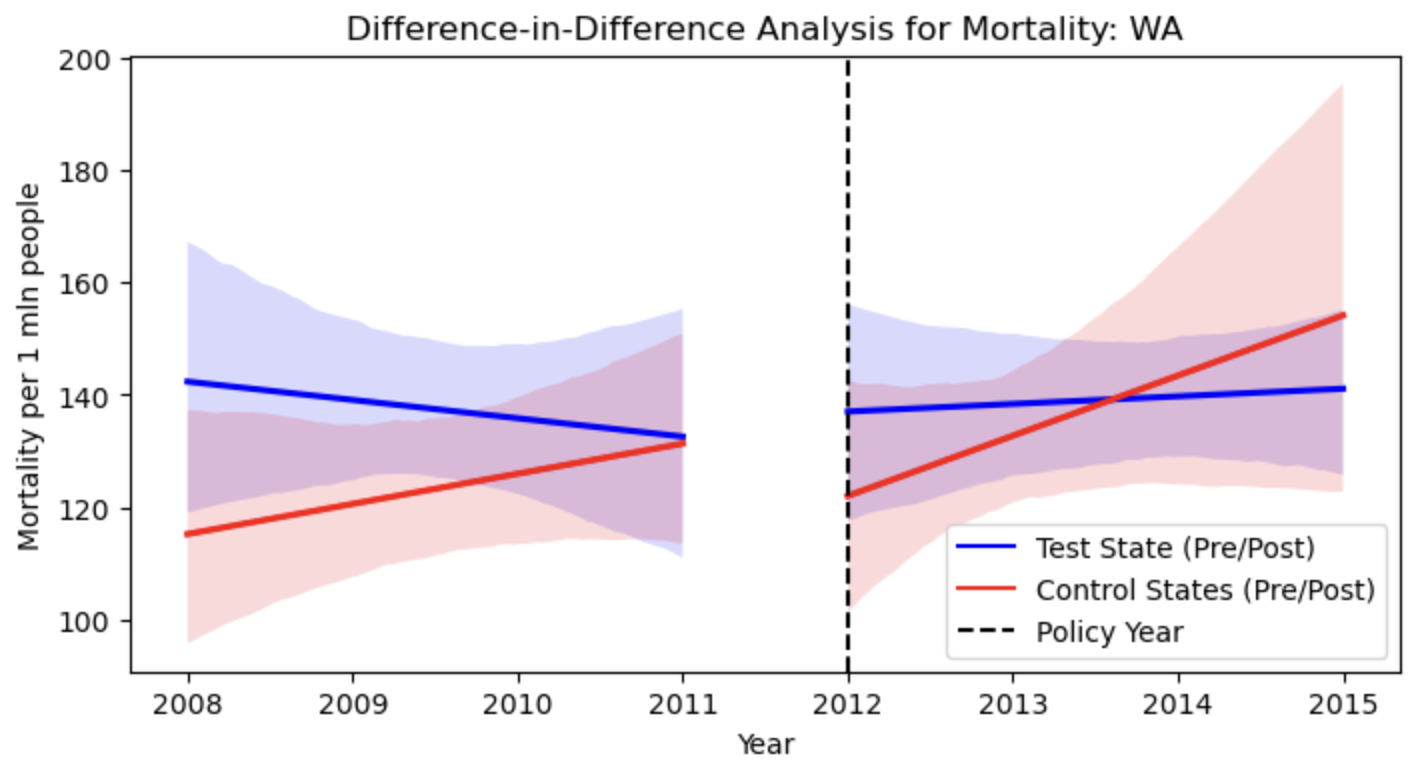 Difference-in-Difference Analysis for Mortality: WA
Mortality per 1 mln people
200
180
160
140
120
100
Test State (Pre/Post)
Control States (Pre/Post)
Policy Year
2008 2009 2010 2011 2012 2013 2014 2015
Year